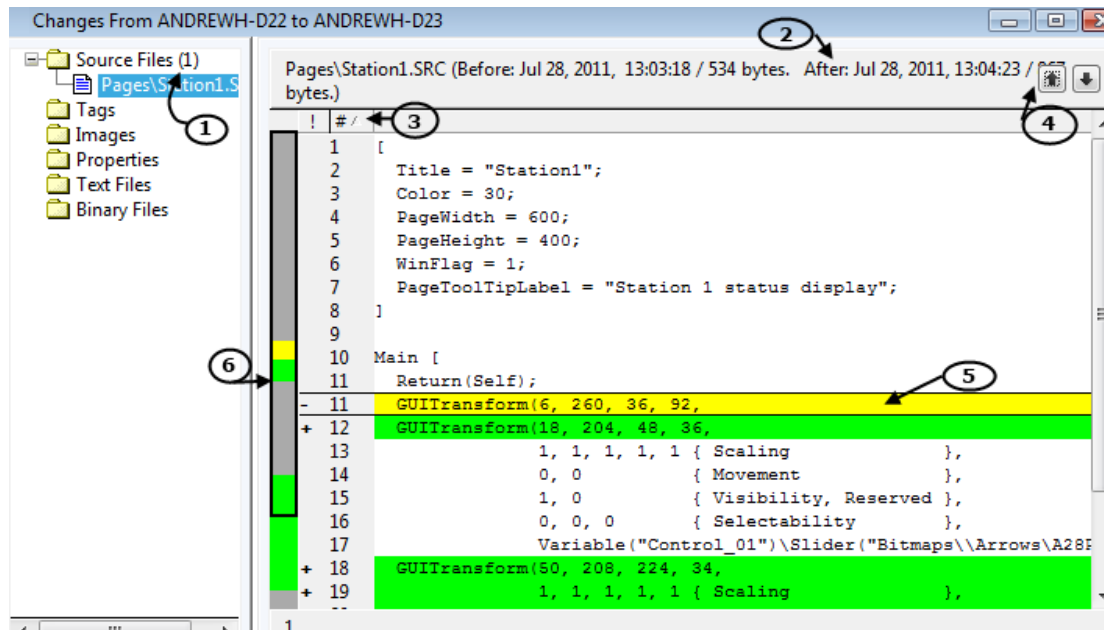 Changes From ANDREWH-D22 to ANDREWH-D23
Source Files (1)
Pages\Station1.S
Tags
Images
Properties
Text Files
Binary Files
1
2
Pages\Station1.SRC (Before: Jul 28, 2011, 13:03:18 / 534 bytes. After: Jul 28, 2011, 13:04:23 /
bytes.)
4
! # /
3
1 [
2 Title = "Station1";
3 Color = 30;
4 PageWidth = 600;
5 PageHeight = 400;
6 WinFlag = 1;
7 PageToolTipLabel = "Station 1 status display";
8 ]
9
10 Main [
6
11 Return(Self);
5
- 11 GUITransform(6, 260, 36, 92,
+ 12 GUITransform(18, 204, 48, 36,
13 1, 1, 1, 1, 1 { Scaling },
14 0, 0 { Movement },
15 1, 0 { Visibility, Reserved },
16 0, 0, 0 { Selectability },
17 Variable("Control_01")\Slider("Bitmaps\\Arrows\A28
+ 18 GUITransform(50, 208, 224, 34,
+ 19 1, 1, 1, 1, 1 { Scaling },
1